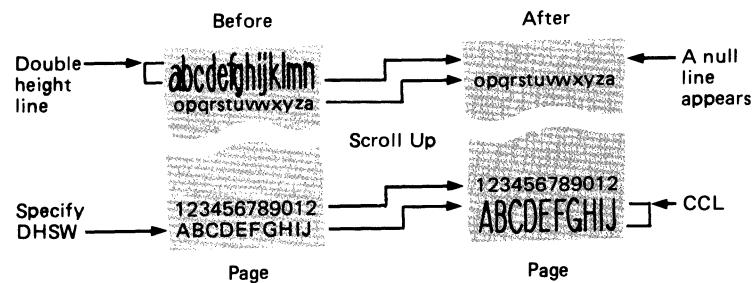 Before
After
Double
height
line
abcdefghijklmn
opqrstuvwxyza
opqrstuvwxyza
A null
line
appears
Scroll Up
Specify
DHSW
123456789012
ABCDEFGHIJ
123456789012
ABCDEFGHIJ
CCL
Page
Page